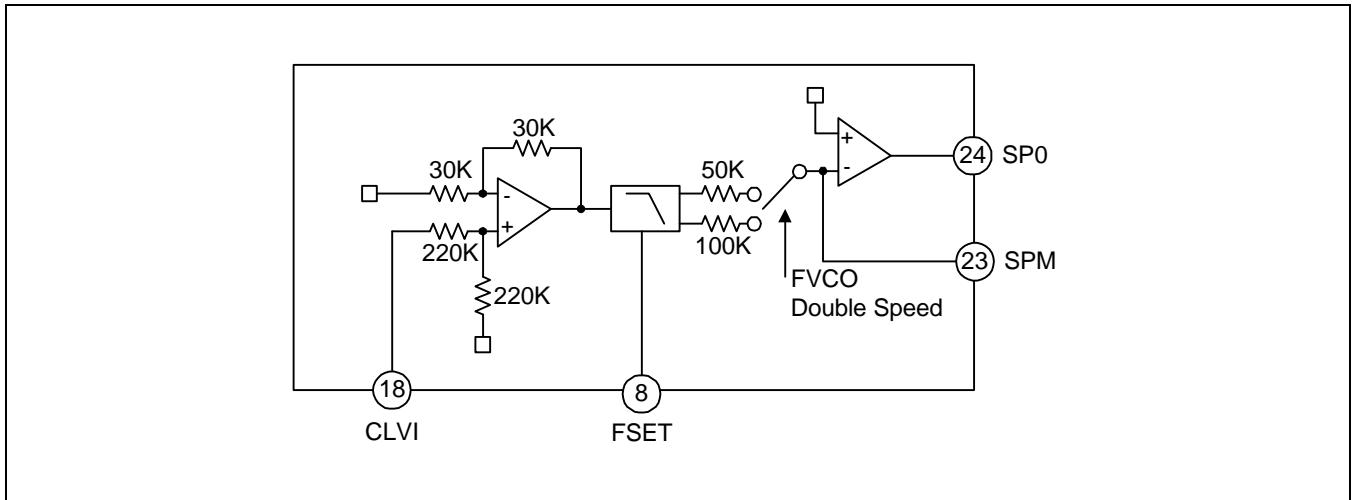 30K
30K
-
+
220K
220K
50K
100K
+
-
24 SP0
23 SPM
FVCO
Double Speed
18
CLVI
8
FSET